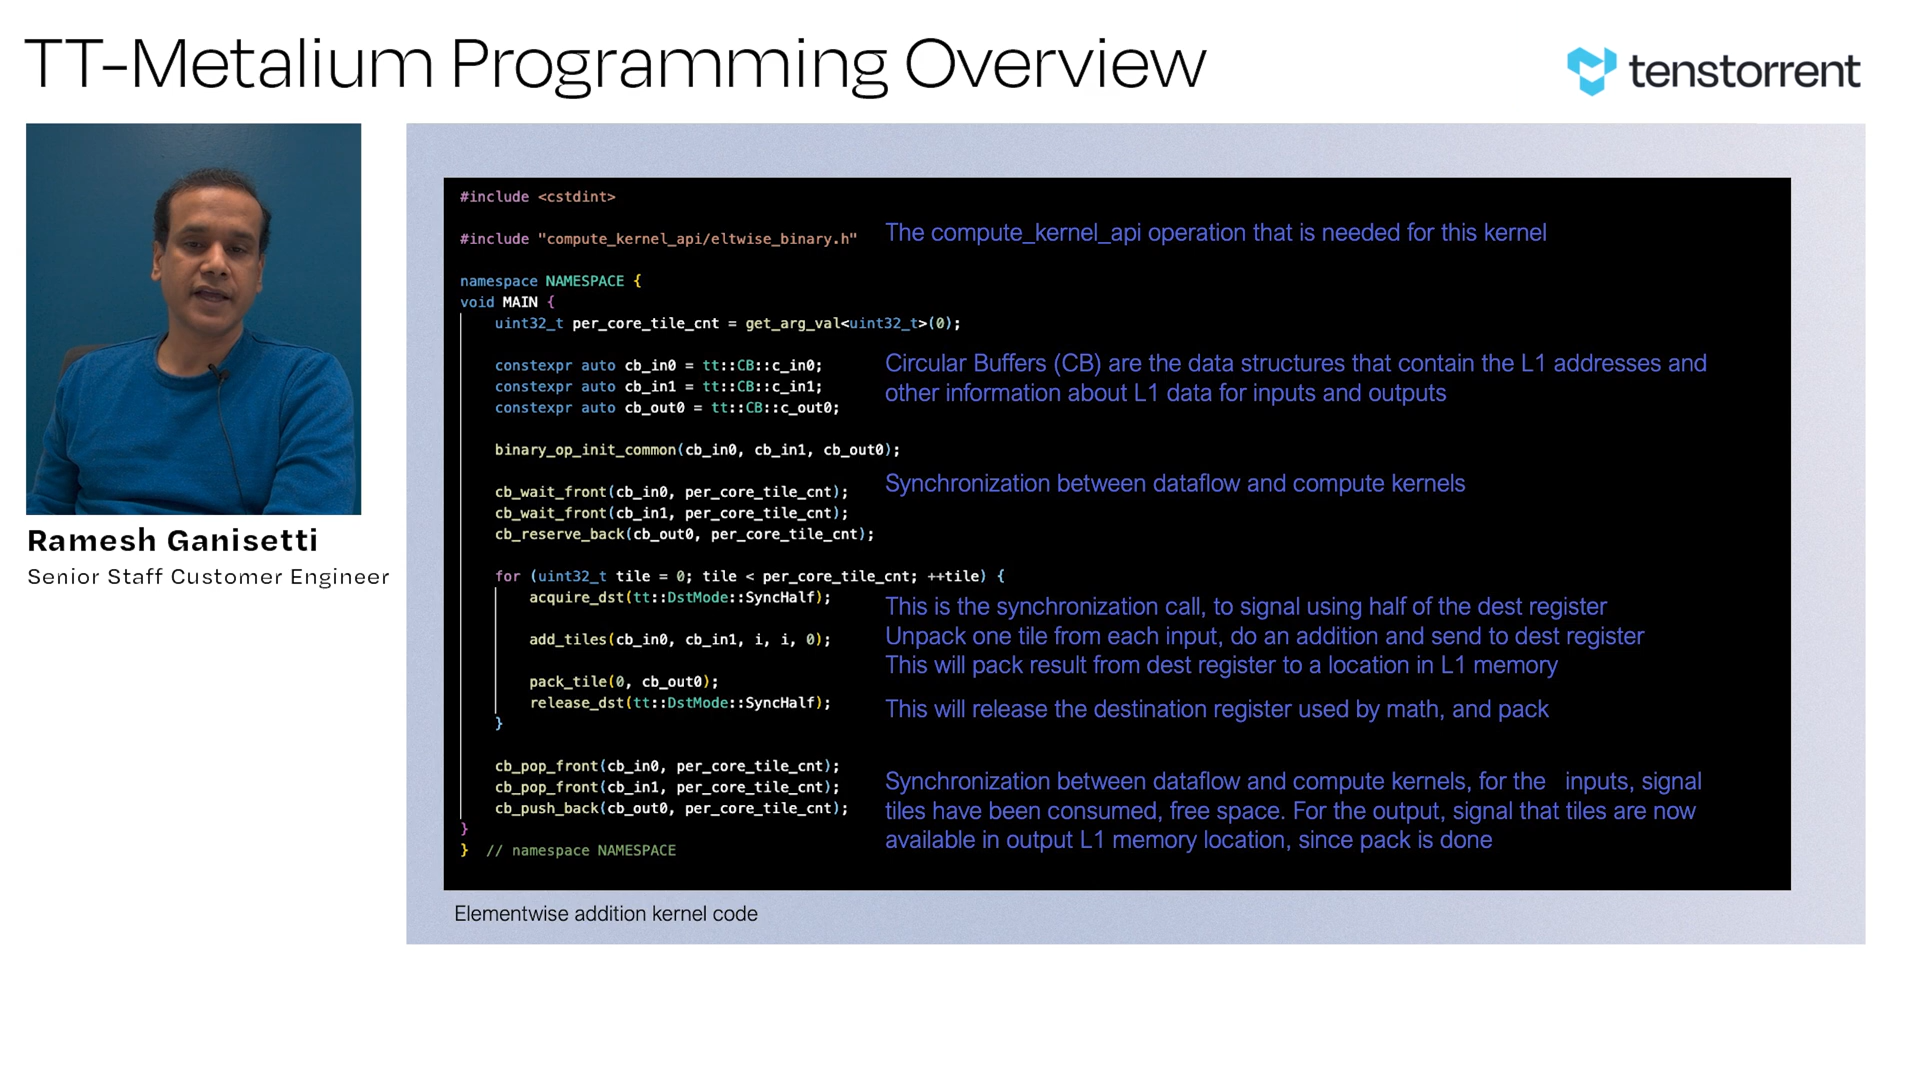 TT-Metalium Programming Overview
tenstorrent
Ramesh Ganisetti
Senior Staff Customer Engineer
#include <cstdint>
#include "compute_kernel_api/eltwise_binary.h"
The compute_kernel_api operation that is needed for this kernel
namespace NAMESPACE {
void MAIN {
uint32_t per_core_tile_cnt = get_arg_val<uint32_t>(0);
constexpr auto cb_in0 = tt::CB::c_in0;
constexpr auto cb_in1 = tt::CB::c_in1;
constexpr auto cb_out0 = tt::CB::c_out0;
Circular Buffers (CB) are the data structures that contain the L1 addresses and
other information about L1 data for inputs and outputs
binary_op_init_common(cb_in0, cb_in1, cb_out0);
cb_wait_front(cb_in0, per_core_tile_cnt);
cb_wait_front(cb_in1, per_core_tile_cnt);
cb_reserve_back(cb_out0, per_core_tile_cnt);
Synchronization between dataflow and compute kernels
for (uint32_t tile = 0; tile < per_core_tile_cnt; ++tile) {
acquire_dst(tt::DstMode::SyncHalf);
This is the synchronization call, to signal using half of the dest register
add_tiles(cb_in0, cb_in1, i, i, 0);
Unpack one tile from each input, do an addition and send to dest register
This will pack result from dest register to a location in L1 memory
pack_tile(0, cb_out0);
release_dst(tt::DstMode::SyncHalf);
This will release the destination register used by math, and pack
}
cb_pop_front(cb_in0, per_core_tile_cnt);
cb_pop_front(cb_in1, per_core_tile_cnt);
cb_push_back(cb_out0, per_core_tile_cnt);
Synchronization between dataflow and compute kernels, for the inputs, signal
tiles have been consumed, free space. For the output, signal that tiles are now
available in output L1 memory location, since pack is done
}
} // namespace NAMESPACE
Elementwise addition kernel code